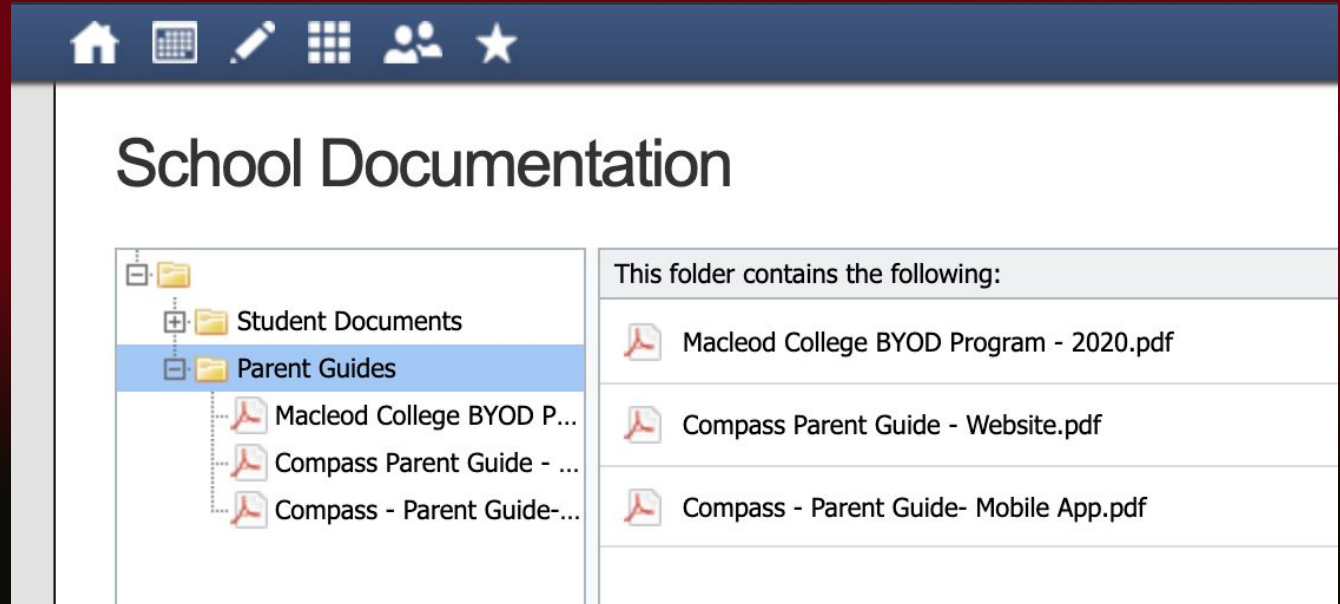 School Documentation
Student Documents
Parent Guides
Macleod College BYOD P...
Compass Parent Guide - ...
Compass - Parent Guide-...
This folder contains the following:
Macleod College BYOD Program - 2020.pdf
Compass Parent Guide - Website.pdf
Compass - Parent Guide- Mobile App.pdf